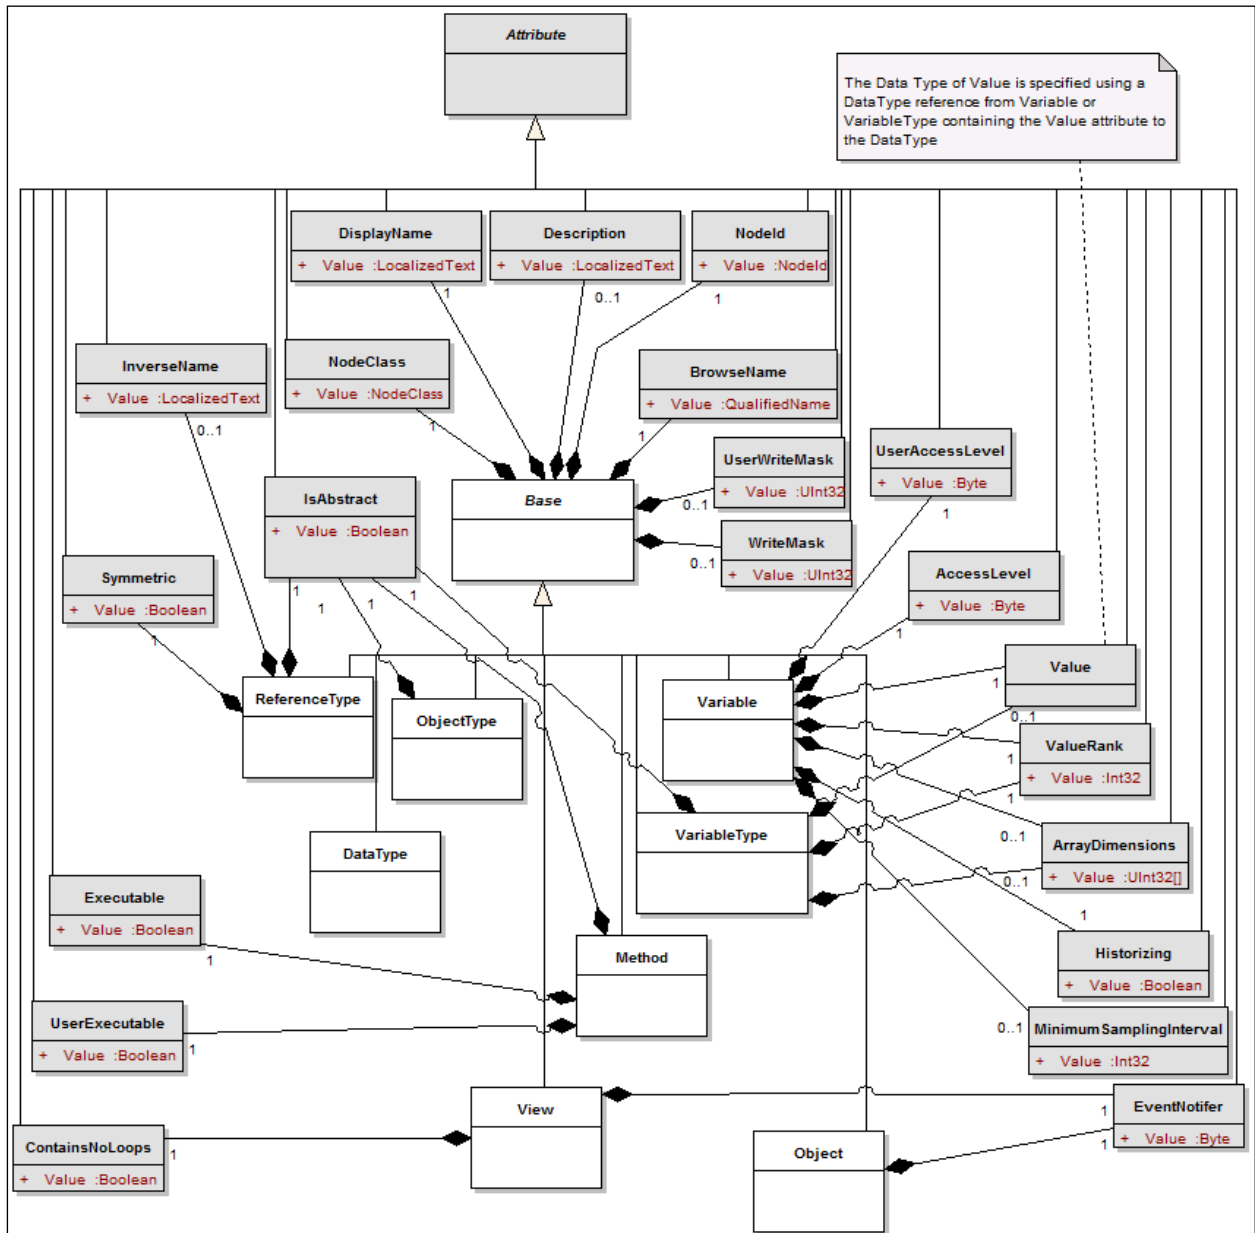 Attribute
The Data Type of Value is specified using a
DataType reference from Variable or
VariableType containing the Value attribute to
the DataType
DisplayName
+ Value :LocalizedText
1
Description
+ Value :LocalizedText
0..1
NodeId
+ Value :NodeId
1
InverseName
+ Value :LocalizedText
0..1
NodeClass
+ Value :NodeClass
1
BrowseName
+ Value :QualifiedName
1
UserWriteMask
+ Value :UInt32
0..1
UserAccessLevel
+ Value :Byte
1
IsAbstract
+ Value :Boolean
1
1
1
1
Base
WriteMask
+ Value :UInt32
0..1
Symmetric
+ Value :Boolean
1
AccessLevel
+ Value :Byte
1
ReferenceType
ObjectType
Variable
Value
1
0..1
ValueRank
+ Value :Int32
1
1
DataType
VariableType
ArrayDimensions
+ Value :UInt32[]
0..1
0..1
Executable
+ Value :Boolean
1
Method
Historizing
+ Value :Boolean
1
UserExecutable
+ Value :Boolean
1
MinimumSamplingInterval
+ Value :Int32
0..1
View
EventNotifer
+ Value :Byte
1
1
ContainsNoLoops
+ Value :Boolean
1
Object